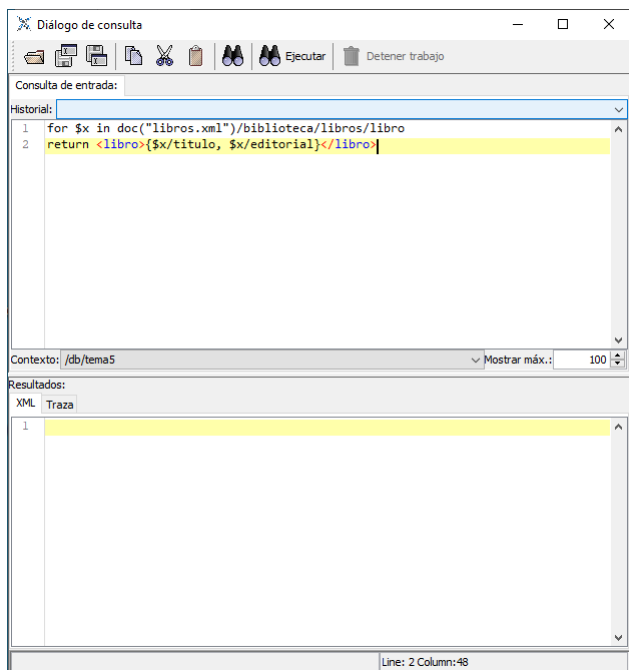 Diálogo de consulta
Ejecutar Detener trabajo
Consulta de entrada:
Historial:
1 for $x in doc("libros.xml")/biblioteca/libros/libro
2 return <libro>{$x/titulo, $x/editorial}</libro>
Contexto: /db/tema5 Mostrar máx.: 100
Resultados:
XML Traza
1
Line: 2 Column:48